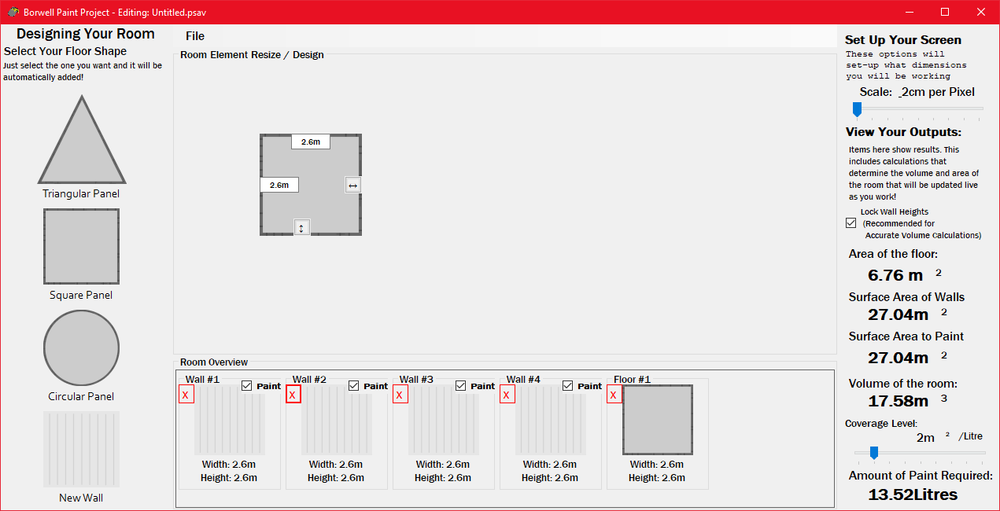 Borwell Paint Project - Editing: Untitled.psav
Designing Your Room
Select Your Floor Shape
Just select the one you want and it will be
automatically added!
Triangular Panel
Square Panel
Circular Panel
New Wall
File
Room Element Resize / Design
2.6m
2.6m
Room Overview
Wall #1
X
Paint
Width: 2.6m
Height: 2.6m
Wall #2
X
Paint
Width: 2.6m
Height: 2.6m
Wall #3
X
Paint
Width: 2.6m
Height: 2.6m
Wall #4
X
Paint
Width: 2.6m
Height: 2.6m
Floor #1
X
Width: 2.6m
Height: 2.6m
Set Up Your Screen
These options will
set-up what dimensions
you will be working
Scale: _2cm per Pixel
View Your Outputs:
Items here show results. This
includes calculations that
determine the volume and area of
the room that will be updated live
as you work!
Lock Wall Heights
(Recommended for
Accurate Volume Calculations)
Area of the floor:
6.76 m 2
Surface Area of Walls
27.04m 2
Surface Area to Paint
27.04m 2
Volume of the room:
17.58m 3
Coverage Level:
2m 2 /Litre
Amount of Paint Required:
13.52Litres